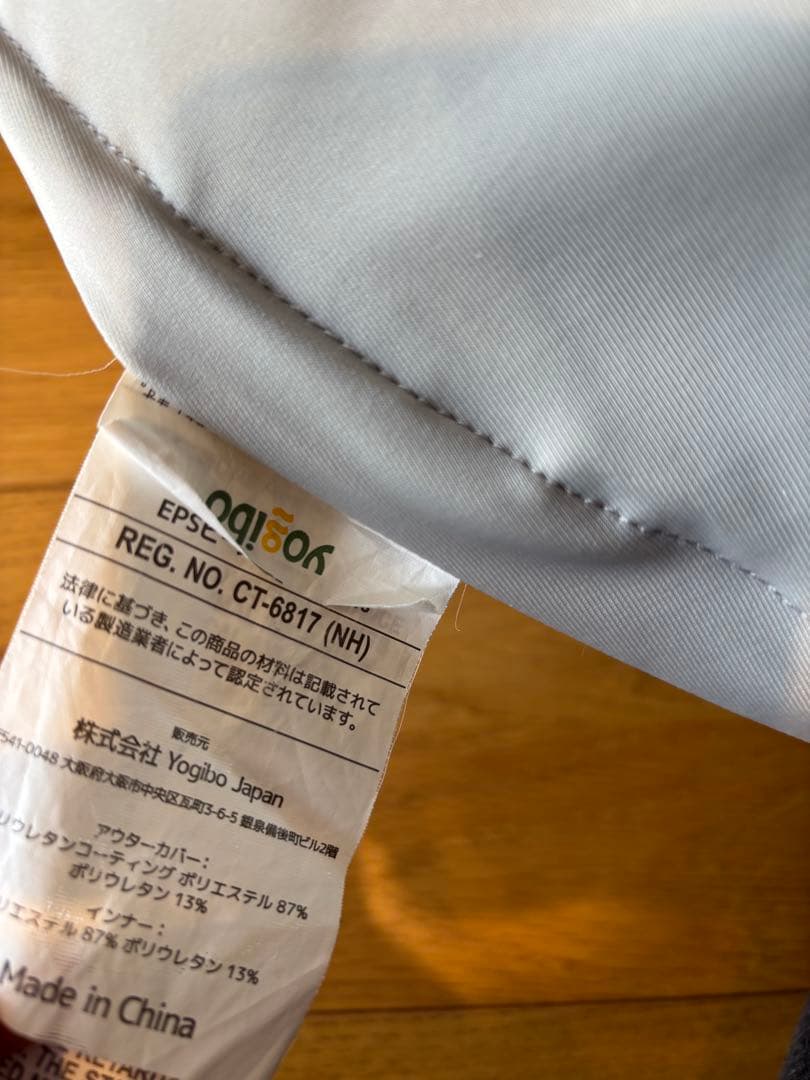 yogibo
EPSE
REG. NO. CT-6817 (NH)
法律に基づき、この商品の材料は記載されて
いる製造業者によって認定されています。
販売元
株式会社 Yogibo Japan
〒541-0048 大阪府大阪市中央区瓦町3-6-5 銀泉備後町ビル2階
アウターカバー：
リウレタンコーティング ポリエステル 87%
ポリウレタン 13%
インナー：
リエステル 87% ポリウレタン 13%
Made in China
THE